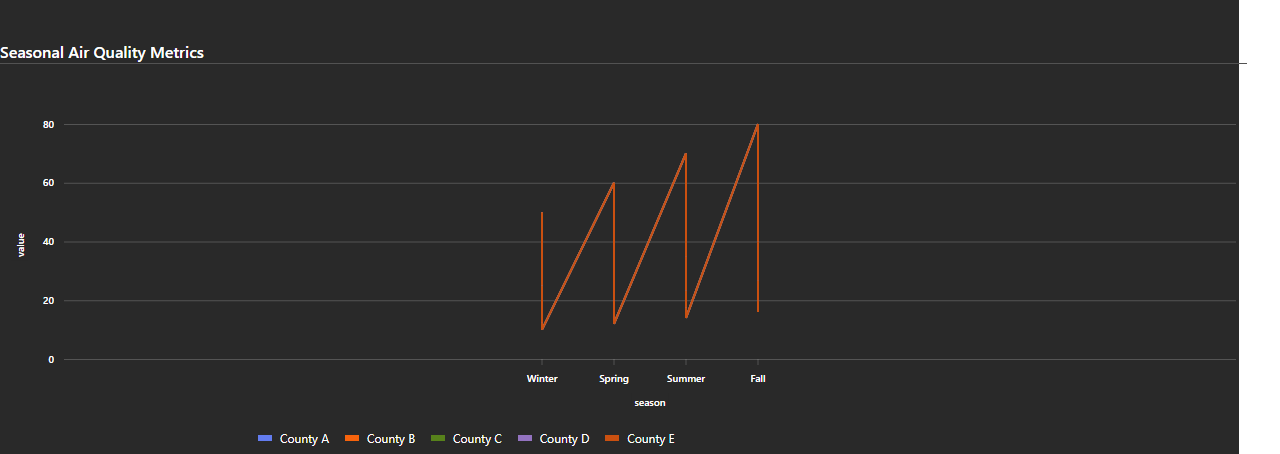 Seasonal Air Quality Metrics
80
60
40
20
0
value
Winter Spring Summer Fall
season
County A County B County C County D County E